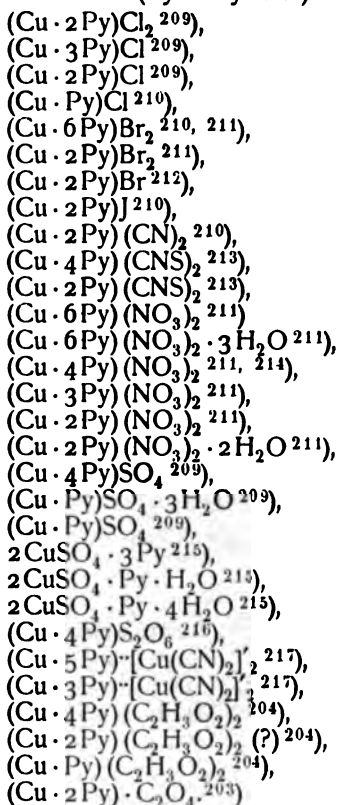 (Cu · 2Py)Cl₂ ²⁰⁹),
(Cu · 3Py)Cl ²⁰⁹),
(Cu · 2Py)Cl ²⁰⁹),
(Cu · Py)Cl ²¹⁰),
(Cu · 6Py)Br₂ ²¹⁰, ²¹¹),
(Cu · 2Py)Br₂ ²¹¹),
(Cu · 2Py)Br ²¹²),
(Cu · 2Py)J ²¹⁰),
(Cu · 2Py)(CN)₂ ²¹⁰),
(Cu · 4Py)(CNS)₂ ²¹³),
(Cu · 2Py)(CNS)₂ ²¹³),
(Cu · 6Py)(NO₃)₂ ²¹¹)
(Cu · 6Py)(NO₃)₂ · 3H₂O ²¹¹),
(Cu · 4Py)(NO₃)₂ ²¹¹, ²¹⁴),
(Cu · 3Py)(NO₃)₂ ²¹¹),
(Cu · 2Py)(NO₃)₂ ²¹¹),
(Cu · 2Py)(NO₃)₂ · 2H₂O ²¹¹),
(Cu · 4Py)SO₄ ²⁰⁹),
(Cu · Py)SO₄ · 3H₂O ²⁰⁹),
(Cu · Py)SO₄ ²⁰⁹),
2CuSO₄ · 3Py ²¹⁵),
2CuSO₄ · Py · H₂O ²¹⁵),
2CuSO₄ · Py · 4H₂O ²¹⁵),
(Cu · 4Py)S₂O₆ ²¹⁶),
(Cu · 5Py)··[Cu(CN)₂]′₂ ²¹⁷),
(Cu · 3Py)··[Cu(CN)₂]′₂ ²¹⁷),
(Cu · 4Py)(C₂H₃O₂)₂ ²⁰⁴),
(Cu · 2Py)(C₂H₃O₂)₂ (?) ²⁰⁴),
(Cu · Py)(C₂H₃O₂)₂ ²⁰⁴),
(Cu · 2Py) · C₂O₄ ²⁰³)